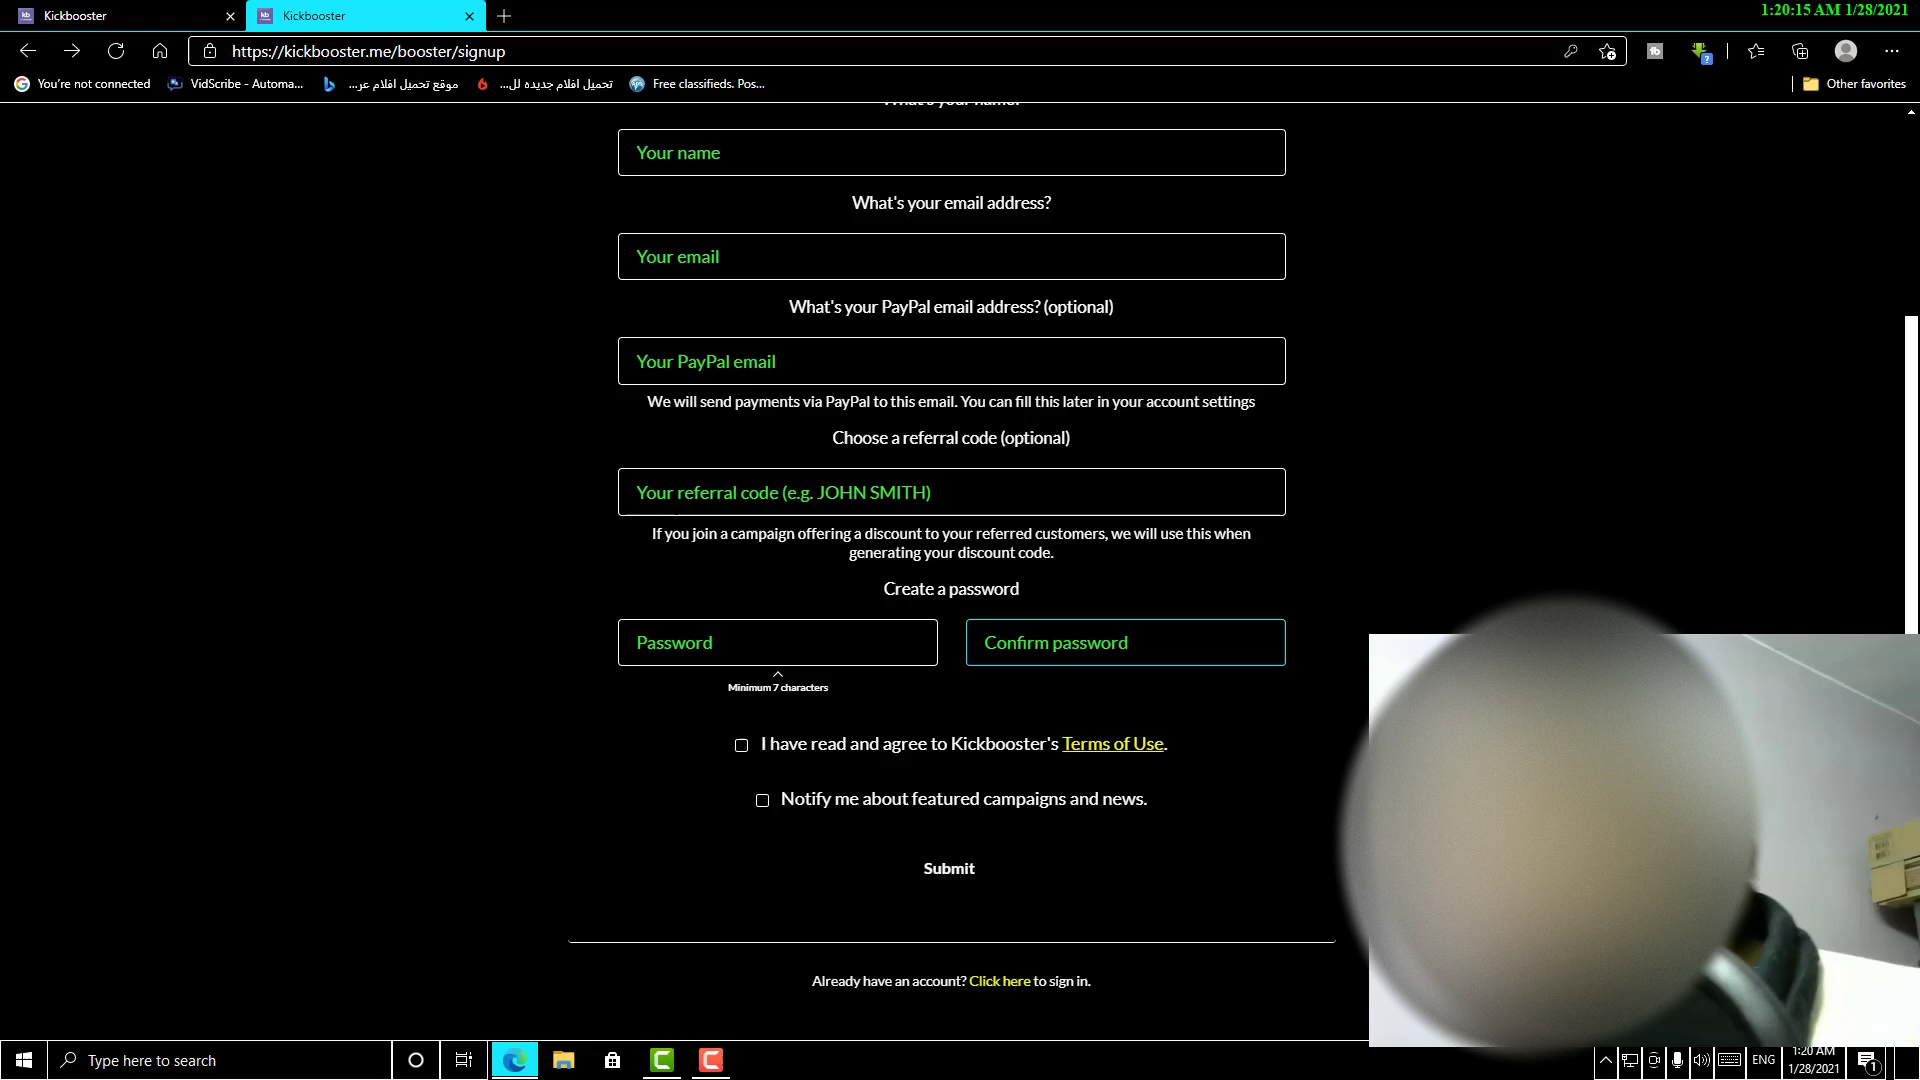 Kickbooster
Kickbooster
1:20:15 AM 1/28/2021
https://kickbooster.me/booster/signup
You're not connected
VidScribe - Automa...
موقع تحميل افلام عر...
تحميل افلام جديده لل...
Free classifieds. Pos...
Other favorites
What's your name?
Your name
What's your email address?
Your email
What's your PayPal email address? (optional)
Your PayPal email
We will send payments via PayPal to this email. You can fill this later in your account settings
Choose a referral code (optional)
Your referral code (e.g. JOHN SMITH)
If you join a campaign offering a discount to your referred customers, we will use this when
generating your discount code.
Create a password
Password
Confirm password
Minimum 7 characters
I have read and agree to Kickbooster's Terms of Use.
Notify me about featured campaigns and news.
Submit
Already have an account? Click here to sign in.
Type here to search
ENG
1:20 AM
1/28/2021
1